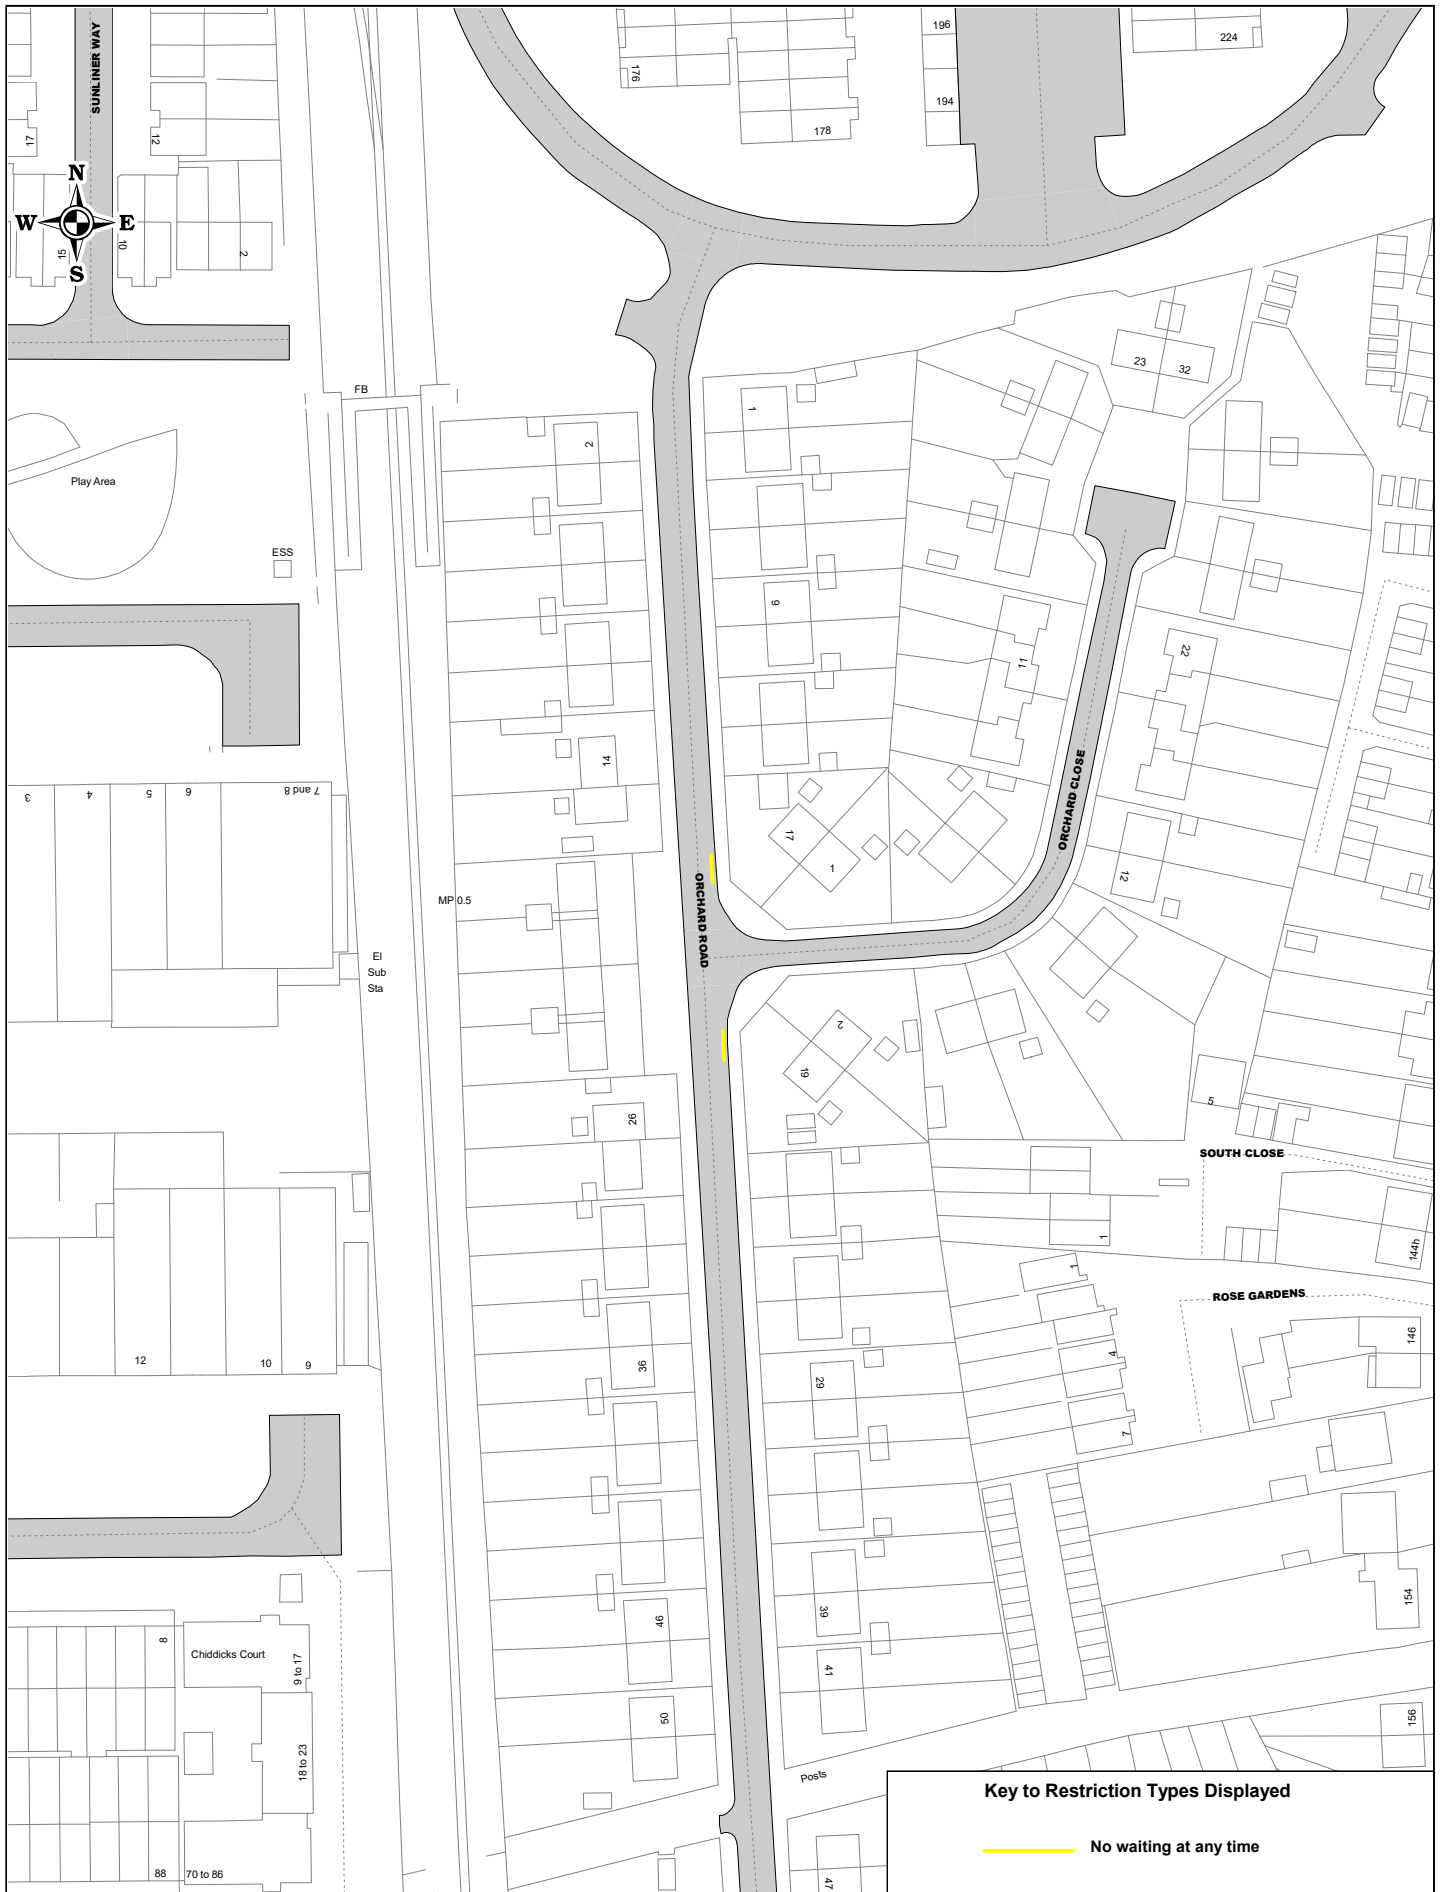 SUNLINER WAY
196
224
176
194
178
17
12
N
W
E
S
15
10
2
23
32
FB
1
2
Play Area
ESS
9
11
22
14
3
4
5
6
7 and 8
ORCHARD CLOSE
17
1
12
MP 0.5
ORCHARD ROAD
El
Sub
Sta
2
19
5
26
SOUTH CLOSE
1
144h
1
ROSE GARDENS
146
12
10
9
36
29
4
7
154
8
Chiddicks Court
9 to 17
46
39
41
50
156
18 to 23
Posts
88
70 to 86
47
Key to Restriction Types Displayed
No waiting at any time